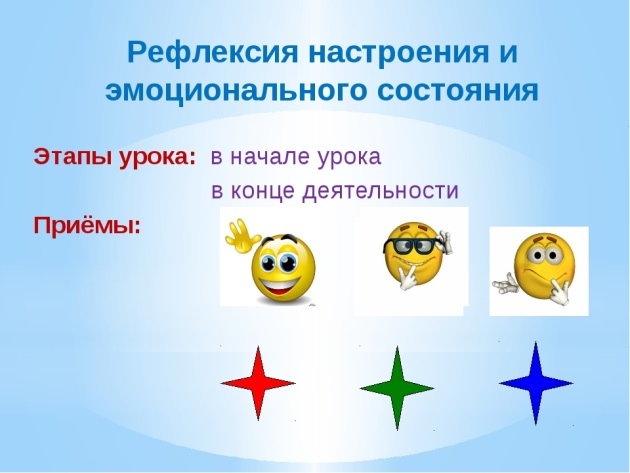 Рефлексия настроения и
эмоционального состояния
Этапы урока: в начале урока
в конце деятельности
Приёмы: